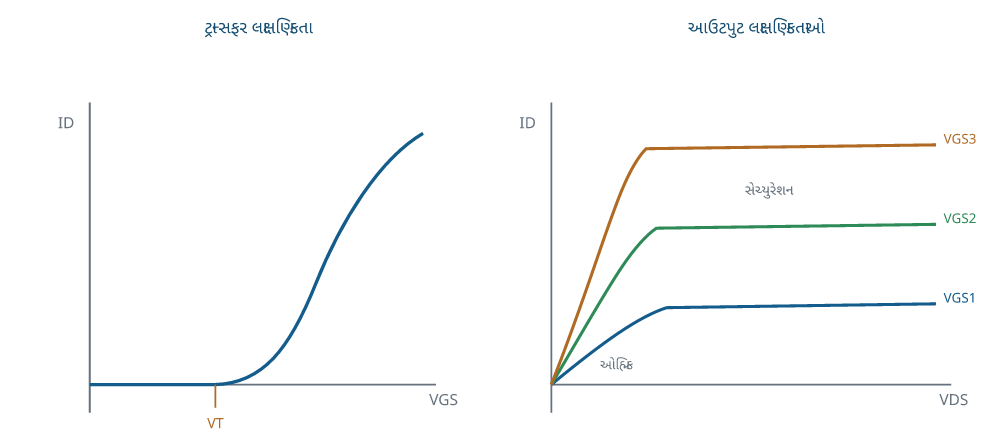 ટ્રાન્સફર લાક્ષણિકતા
ID
VGS
VT
આઉટપુટ લાક્ષણિકતાઓ
ID
VGS3
સેચ્યુરેશન
VGS2
VGS1
ઓહ્મિક
VDS